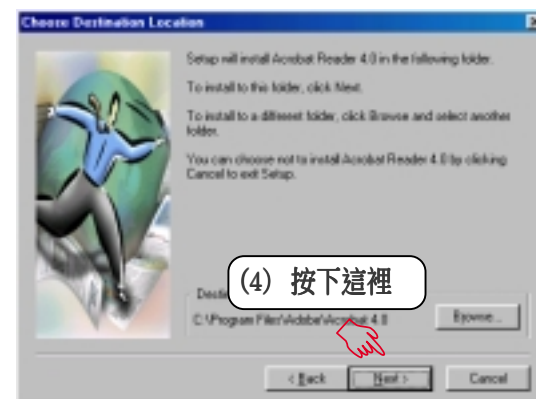 Choose Destination Location
Setup will install Acrobat Reader 4.0 in the following folder.
To install to this folder, click Next.
To install to a different folder, click Browse and select another
folder.
You can choose not to install Acrobat Reader 4.0 by clicking
Cancel to exit Setup.
(4) 按下這裡
C:\Program Files\Adobe\Acrobat 4.0
Browse...
< Back
Next >
Cancel